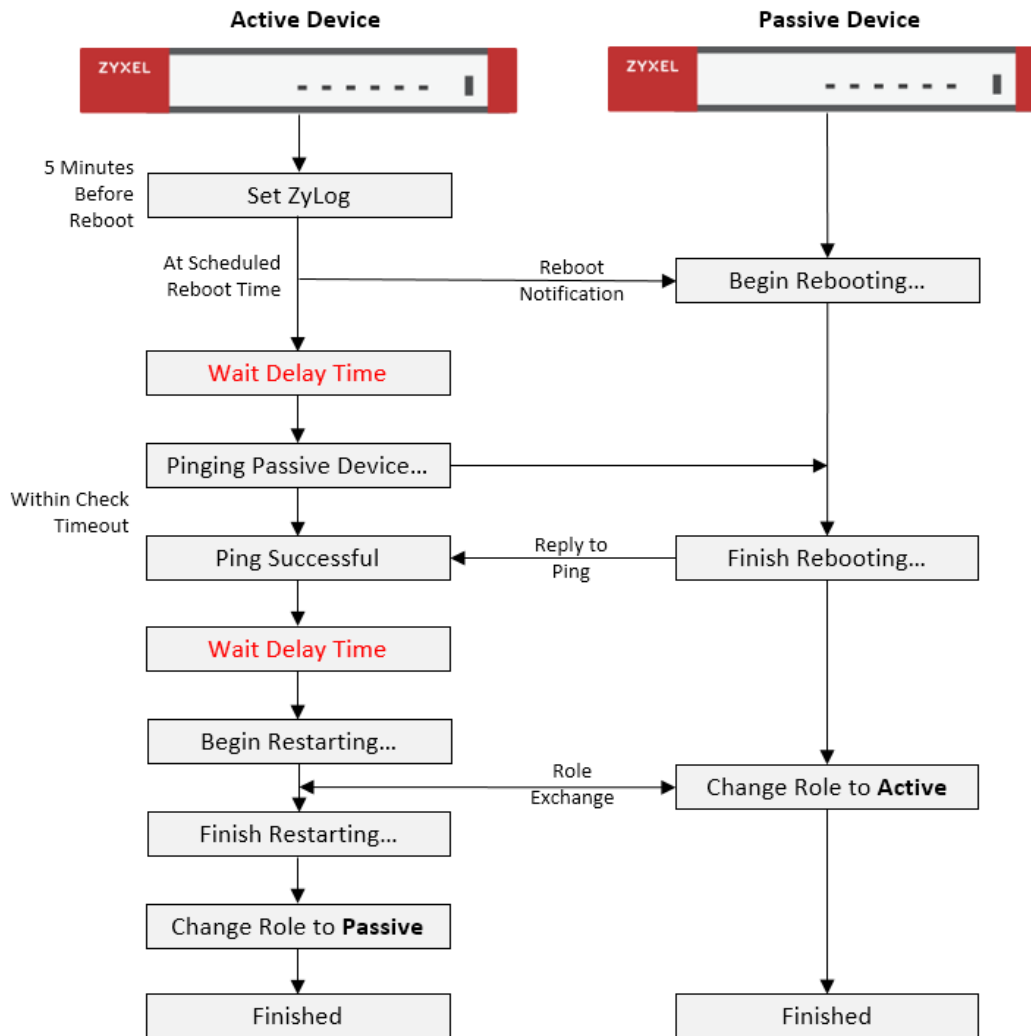 Active Device
Passive Device
ZYXEL
ZYXEL
5 Minutes
Before
Reboot
Set ZyLog
At Scheduled
Reboot Time
Reboot
Notification
Begin Rebooting...
Wait Delay Time
Pinging Passive Device...
Within Check
Timeout
Ping Successful
Reply to
Ping
Finish Rebooting...
Wait Delay Time
Begin Restarting...
Role
Exchange
Change Role to Active
Finish Restarting...
Change Role to Passive
Finished
Finished